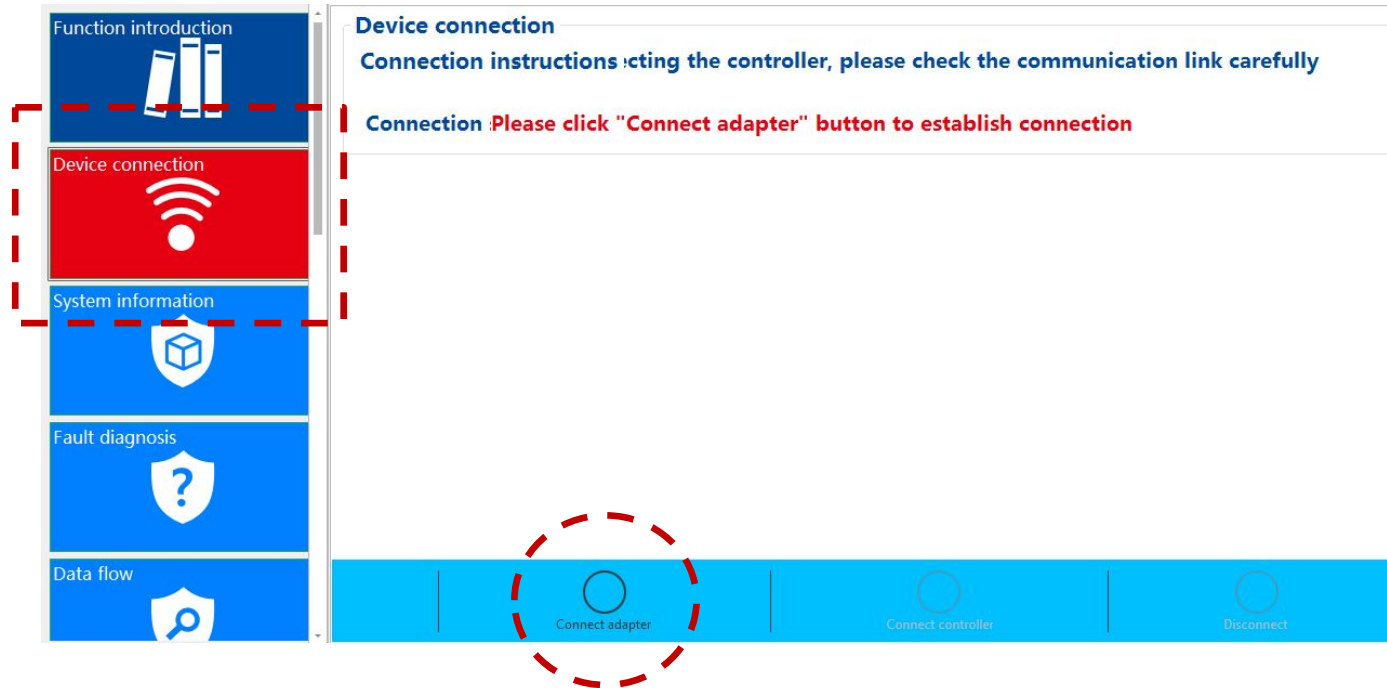 Function introduction
Device connection
System information
Fault diagnosis
Data flow
Device connection
Connection instructions cting the controller, please check the communication link carefully
Connection Please click "Connect adapter" button to establish connection
Connect adapter
Connect controller
Disconnect